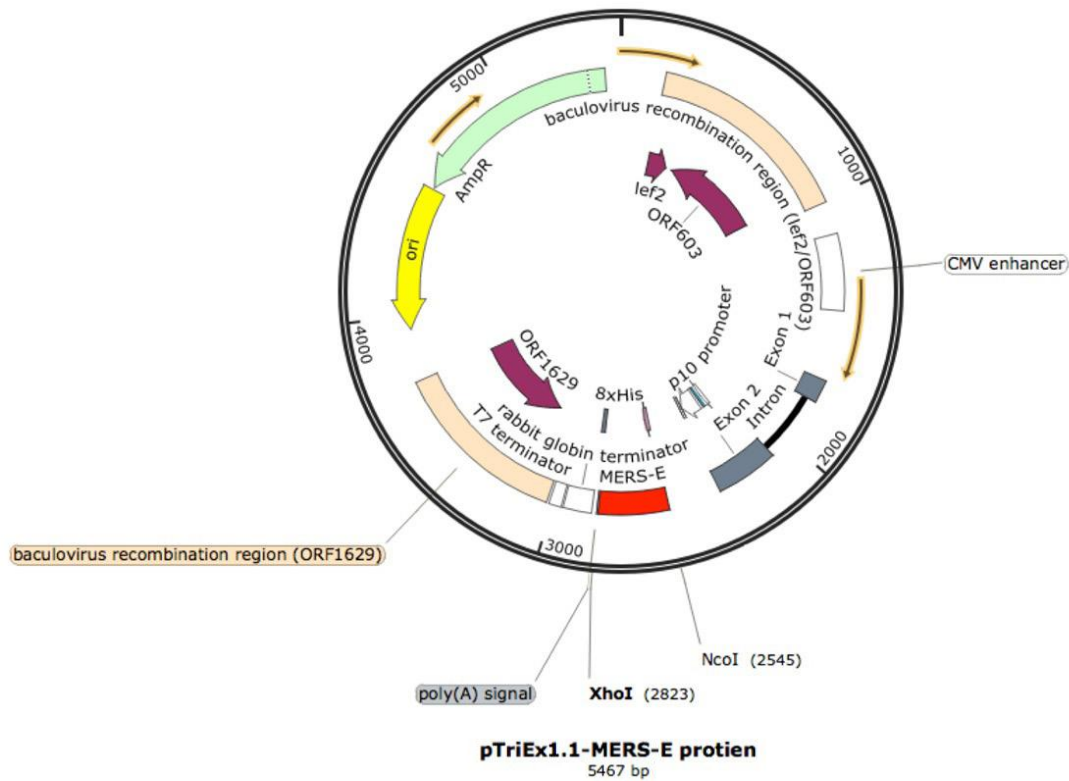 5000
baculovirus recombination region (lef2/ORF603)
1000
AmpR
lef2
ORF603
ori
CMV enhancer
4000
p10 promoter
Exon 1
ORF1629
8xHis
Exon 2
Intron
2000
rabbit globin terminator
T7 terminator
MERS-E
3000
baculovirus recombination region (ORF1629)
NcoI (2545)
poly(A) signal
XhoI (2823)
pTriEx1.1-MERS-E protien
5467 bp